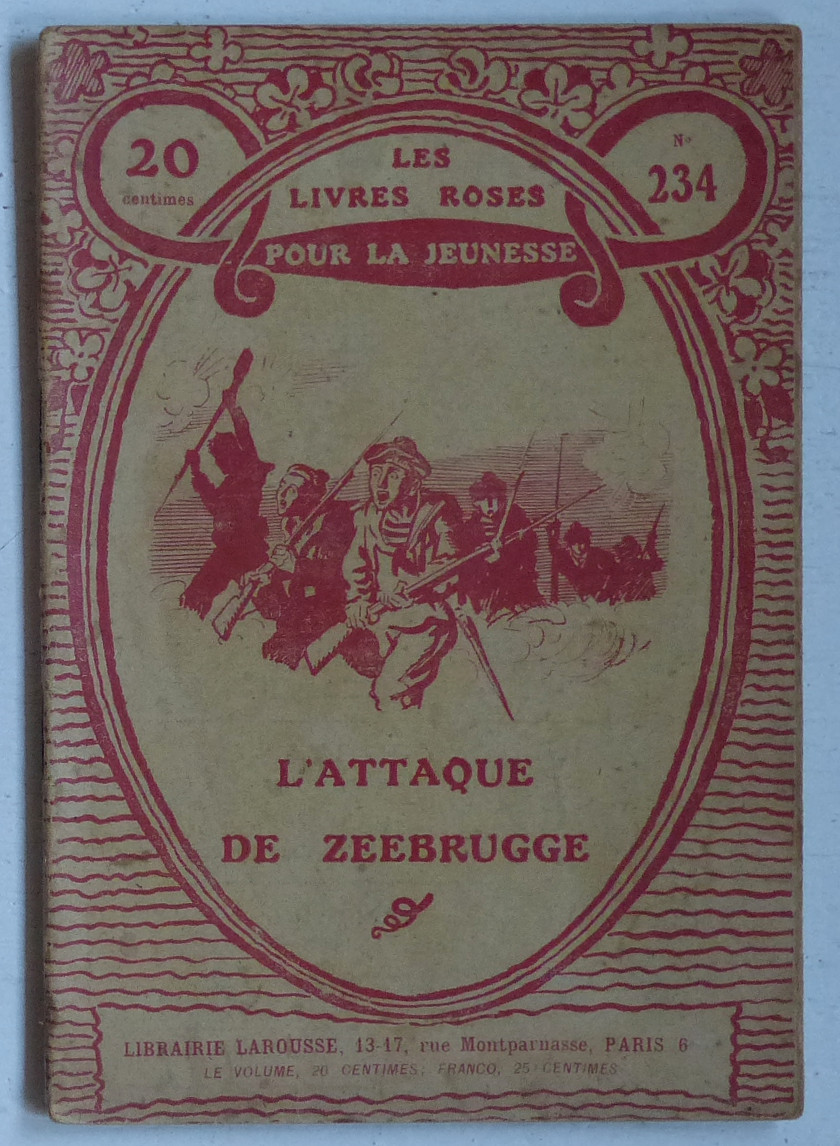 20
centimes
LES
LIVRES ROSES
POUR LA JEUNESSE
No
234
L'ATTAQUE
DE ZEEBRUGGE
LIBRAIRIE LAROUSSE, 13-17, rue Montparnasse, PARIS 6
LE VOLUME, 20 CENTIMES; FRANCO, 25 CENTIMES